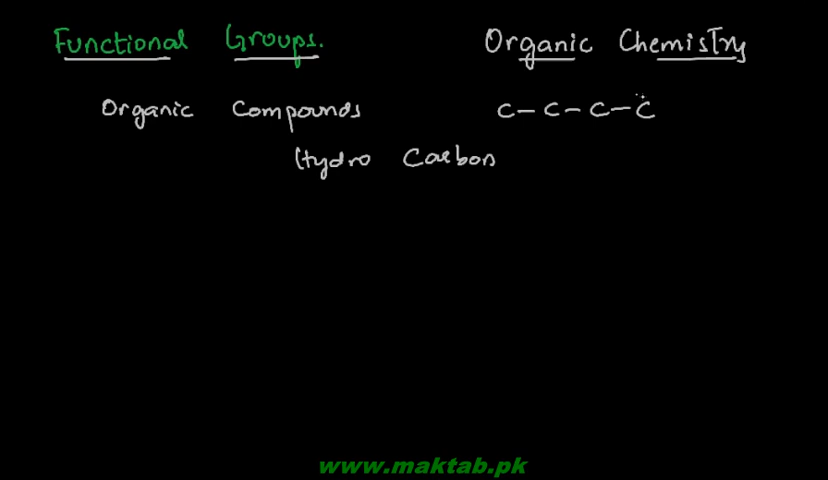 Functional Groups. Organic Chemistry
Organic Compounds C-C-C-C
Hydro Carbon
www.maktab.pk